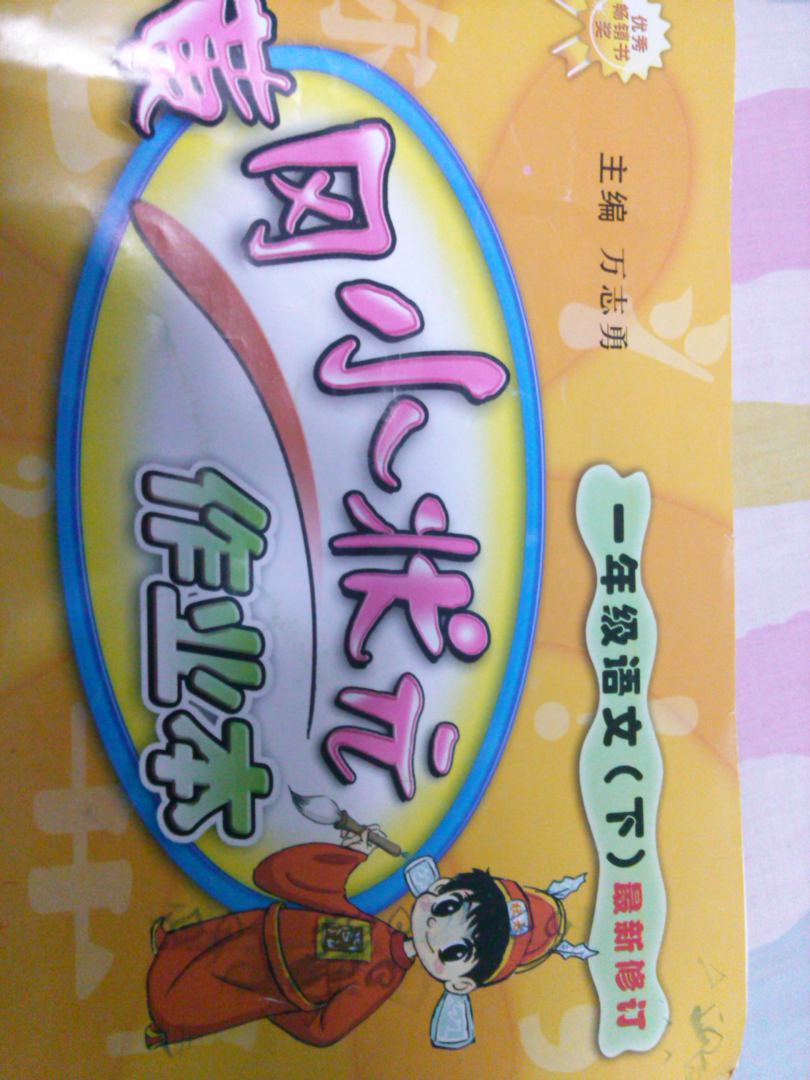 优秀
畅销书
奖
主编 万志勇
一年级语文(下)最新修订
黄冈小状元
作业本